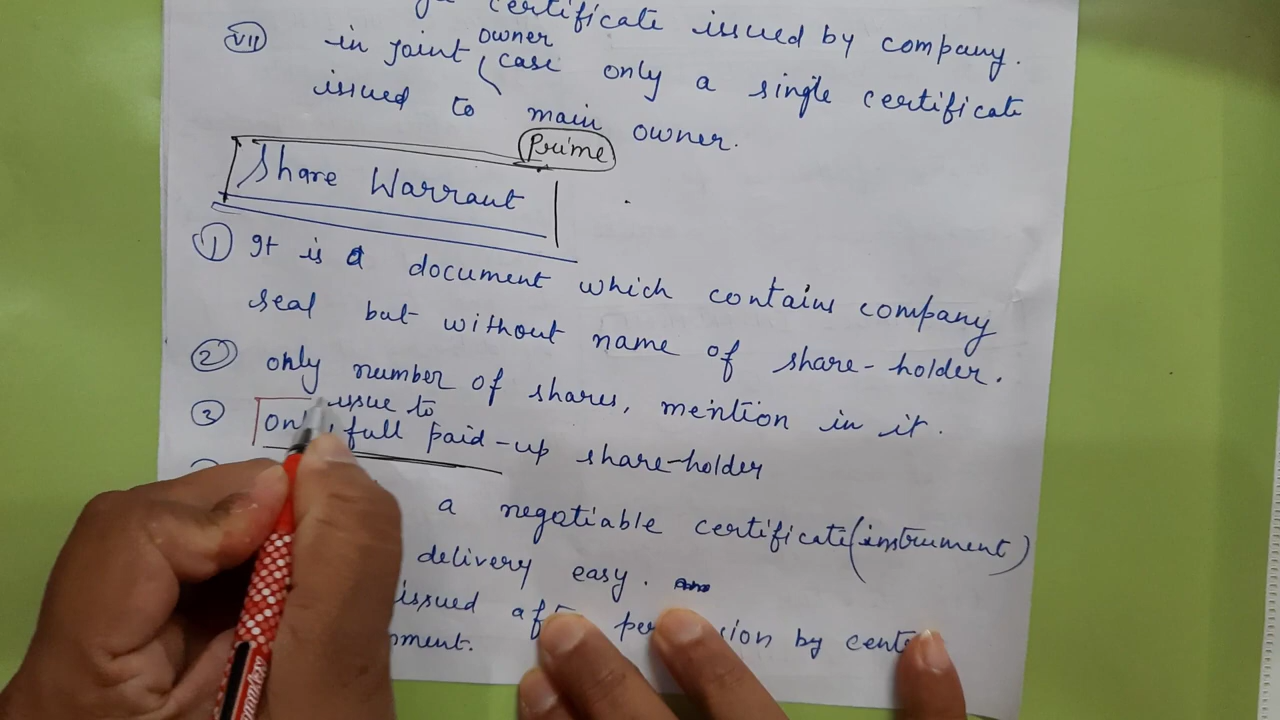 certificate issued by company.
VII in joint owner case only a single certificate
issued to main owner.
Prime
Share Warrant
1 It is a document which contains company
seal but without name of share-holder.
2 only number of shares, mention in it.
issue to
3 full paid-up share-holder
a negotiable certificate (instrument)
delivery easy.
issued by